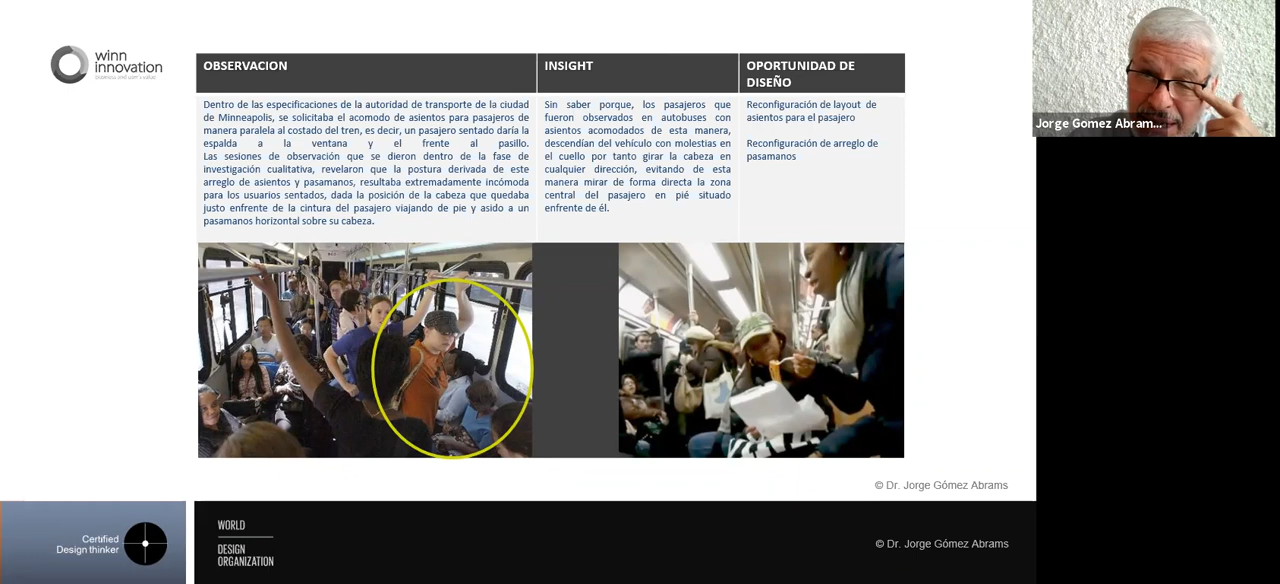 winn
innovation
business and user's value
OBSERVACION
INSIGHT
OPORTUNIDAD DE
DISEÑO
Dentro de las especificaciones de la autoridad de transporte de la ciudad
de Minneapolis, se solicitaba el acomodo de asientos para pasajeros de
manera paralela al costado del tren, es decir, un pasajero sentado daría la
espalda a la ventana y el frente al pasillo.
Las sesiones de observación que se dieron dentro de la fase de
investigación cualitativa, revelaron que la postura derivada de este
arreglo de asientos y pasamanos, resultaba extremadamente incómoda
para los usuarios sentados, dada la posición de la cabeza que quedaba
justo enfrente de la cintura del pasajero viajando de pie y asido a un
pasamanos horizontal sobre su cabeza.
Sin saber porque, los pasajeros que
fueron observados en autobuses con
asientos acomodados de esta manera,
descendían del vehículo con molestias en
el cuello por tanto girar la cabeza en
cualquier dirección, evitando de esta
manera mirar de forma directa la zona
central del pasajero en pié situado
enfrente de él.
Reconfiguración de layout de
asientos para el pasajero
Reconfiguración de arreglo de
pasamanos
Jorge Gomez Abram...
© Dr. Jorge Gómez Abrams
Certified
Design thinker
WORLD
DESIGN
ORGANIZATION
© Dr. Jorge Gómez Abrams